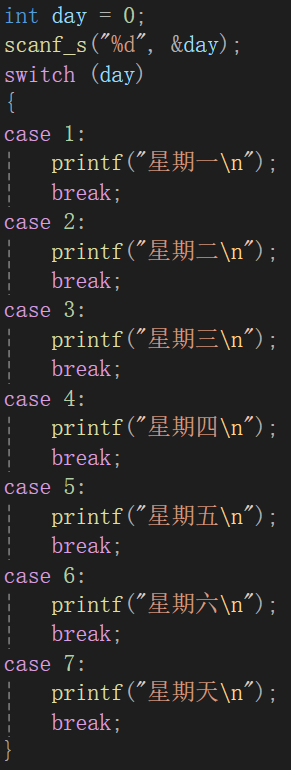 int day = 0;
scanf_s("%d", &day);
switch (day)
{
case 1:
    printf("星期一\n");
    break;
case 2:
    printf("星期二\n");
    break;
case 3:
    printf("星期三\n");
    break;
case 4:
    printf("星期四\n");
    break;
case 5:
    printf("星期五\n");
    break;
case 6:
    printf("星期六\n");
    break;
case 7:
    printf("星期天\n");
    break;
}